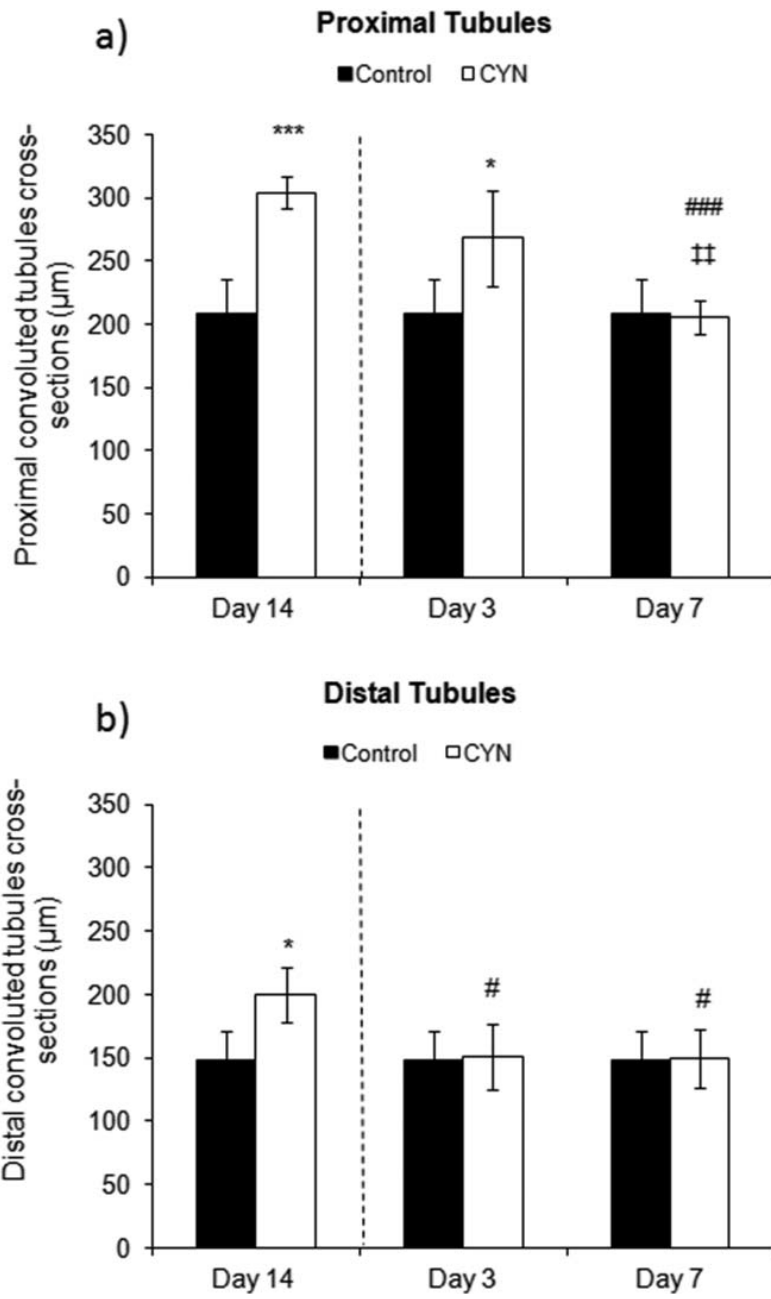 a)
Proximal Tubules
Control CYN
Proximal convoluted tubules cross-
sections (µm)
350
300
250
200
150
100
50
0
***
*
###
‡‡
Day 14 Day 3 Day 7
b)
Distal Tubules
Control CYN
Distal convoluted tubules cross-
sections (µm)
350
300
250
200
150
100
50
0
*
#
#
Day 14 Day 3 Day 7